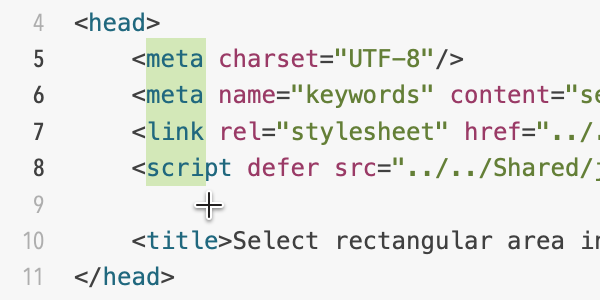 4 <head>
5 <meta charset="UTF-8"/>
6 <meta name="keywords" content="se
7 <link rel="stylesheet" href="../.
8 <script defer src="../../Shared/j
9
10 <title>Select rectangular area in
11 </head>